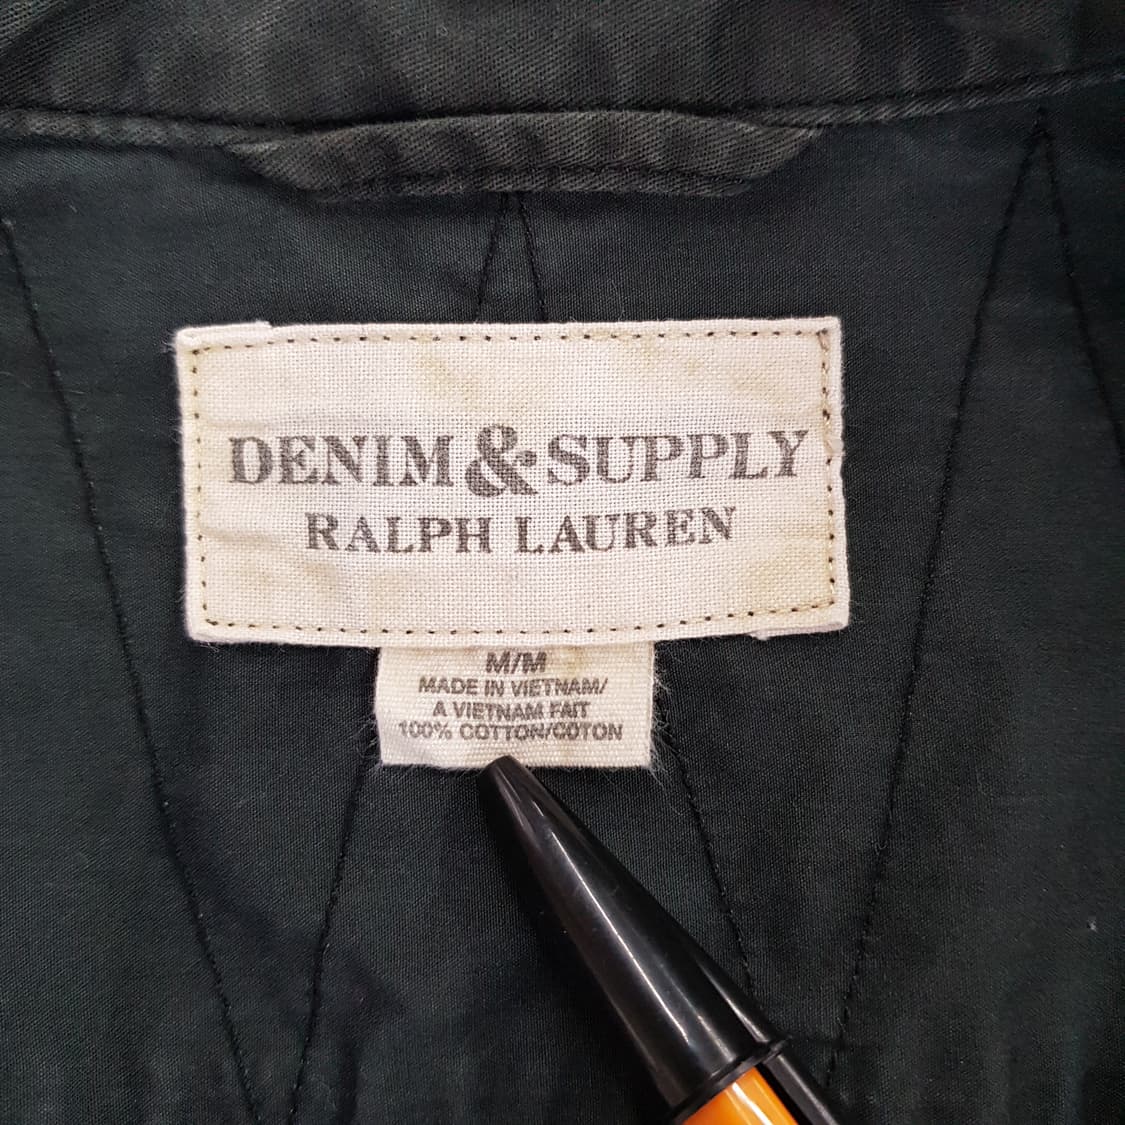 DENIM & SUPPLY
RALPH LAUREN
M/M
MADE IN VIETNAM/
A VIETNAM FAIT
100% COTTON/COTON